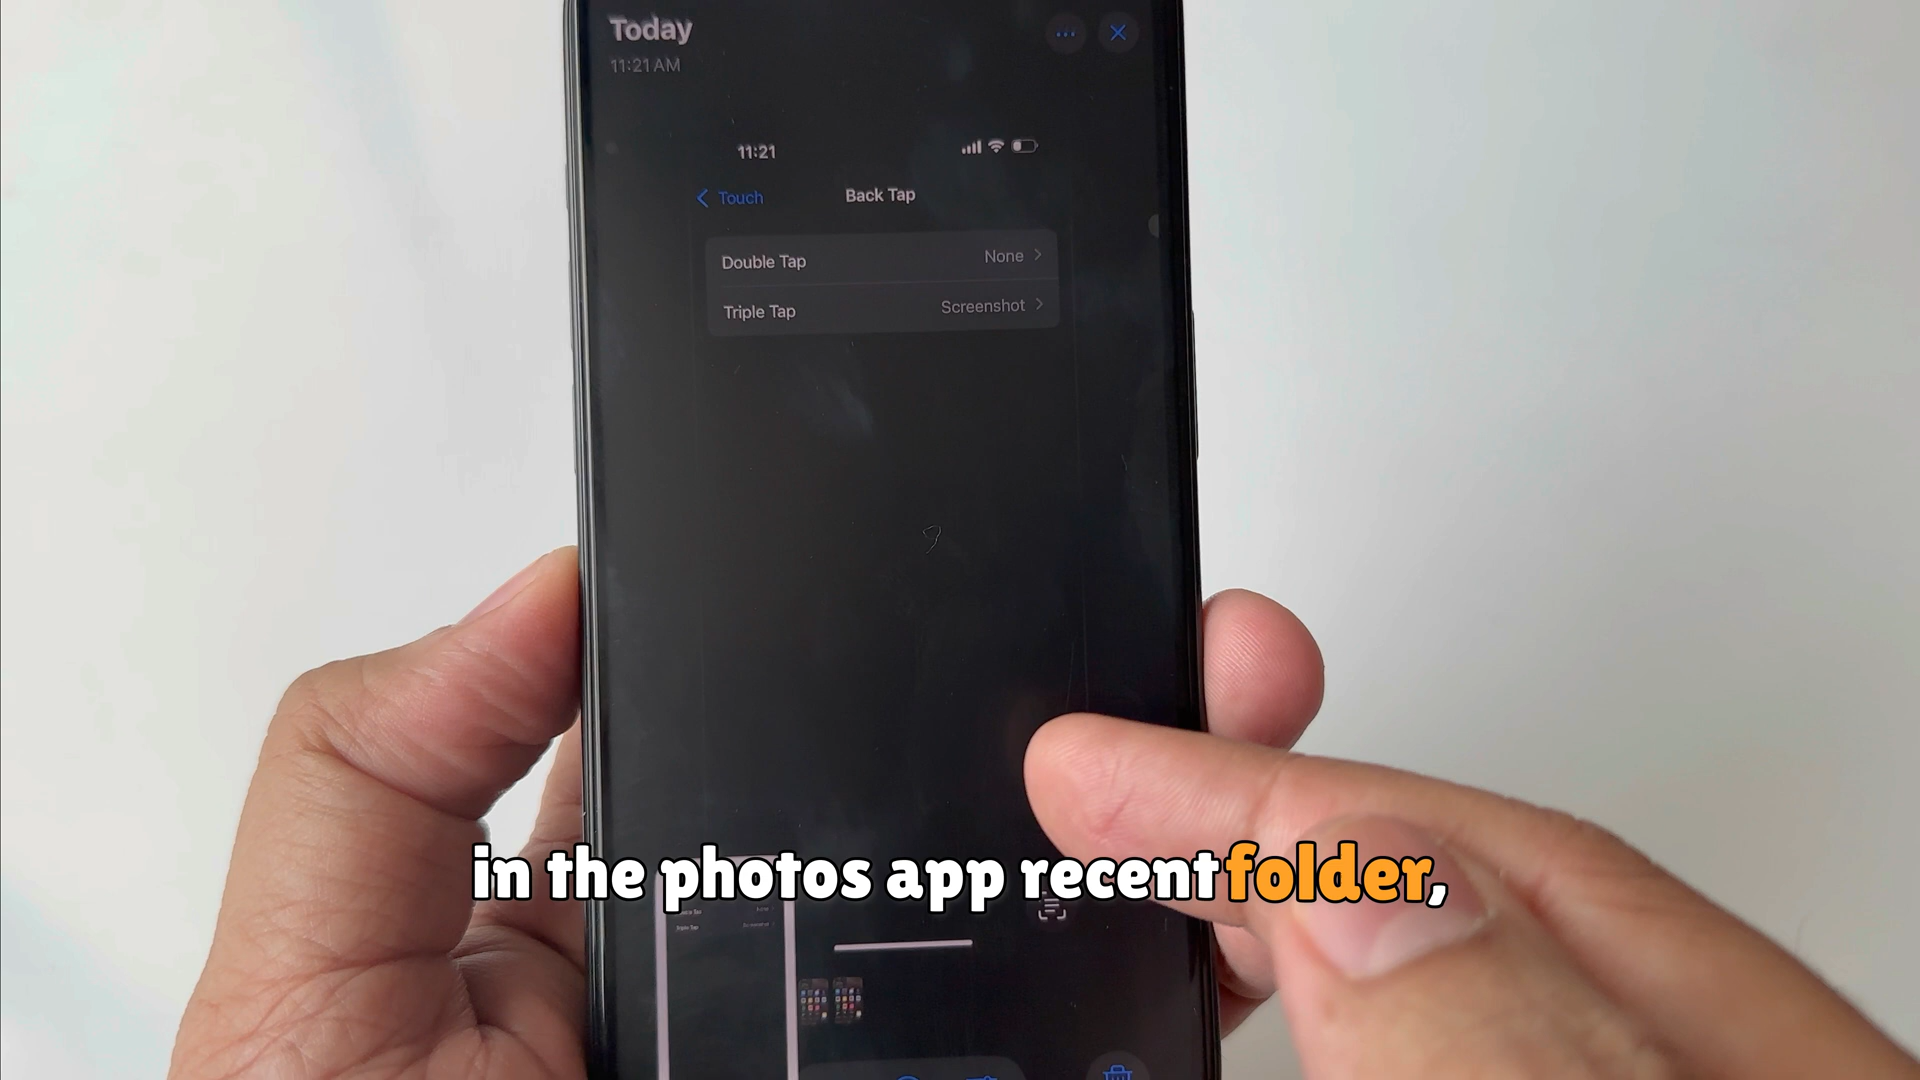 Today
11:21 AM
11:21
Touch
Back Tap
Double Tap
None
Triple Tap
Screenshot
in the photos app recent folder,